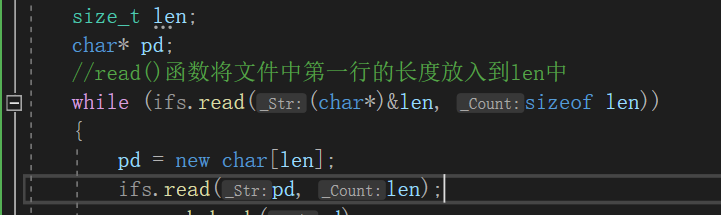 size_t len;
char* pd;
//read()函数将文件中第一行的长度放入到len中
while (ifs.read(_Str:(char*)&len, _Count:sizeof len))
{
pd = new char[len];
ifs.read(_Str:pd, _Count:len);